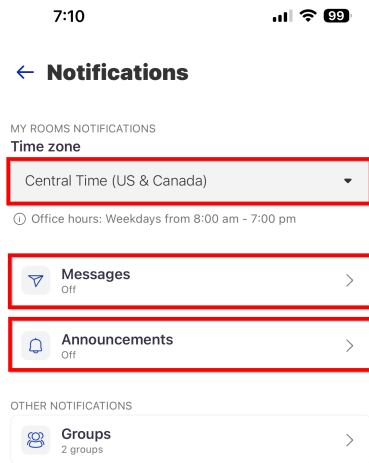 7:10
99
Notifications
MY ROOMS NOTIFICATIONS
Time zone
Central Time (US & Canada)
Office hours: Weekdays from 8:00 am - 7:00 pm
Messages
Off
Announcements
Off
OTHER NOTIFICATIONS
Groups
2 groups